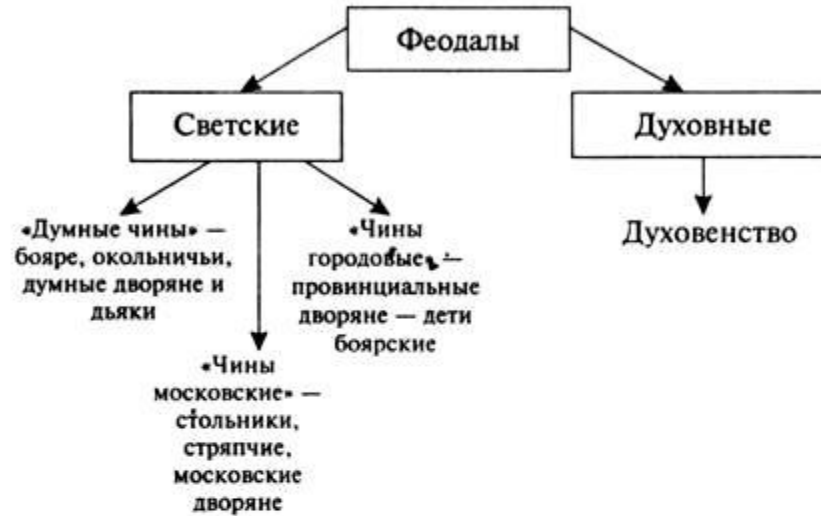 Феодалы
Светские
Духовные
«Думные чины» —
бояре, окольничьи,
думные дворяне и
дьяки
«Чины
московские» —
стольники,
стряпчие,
московские
дворяне
«Чины
городовые» —
провинциальные
дворяне — дети
боярские
Духовенство